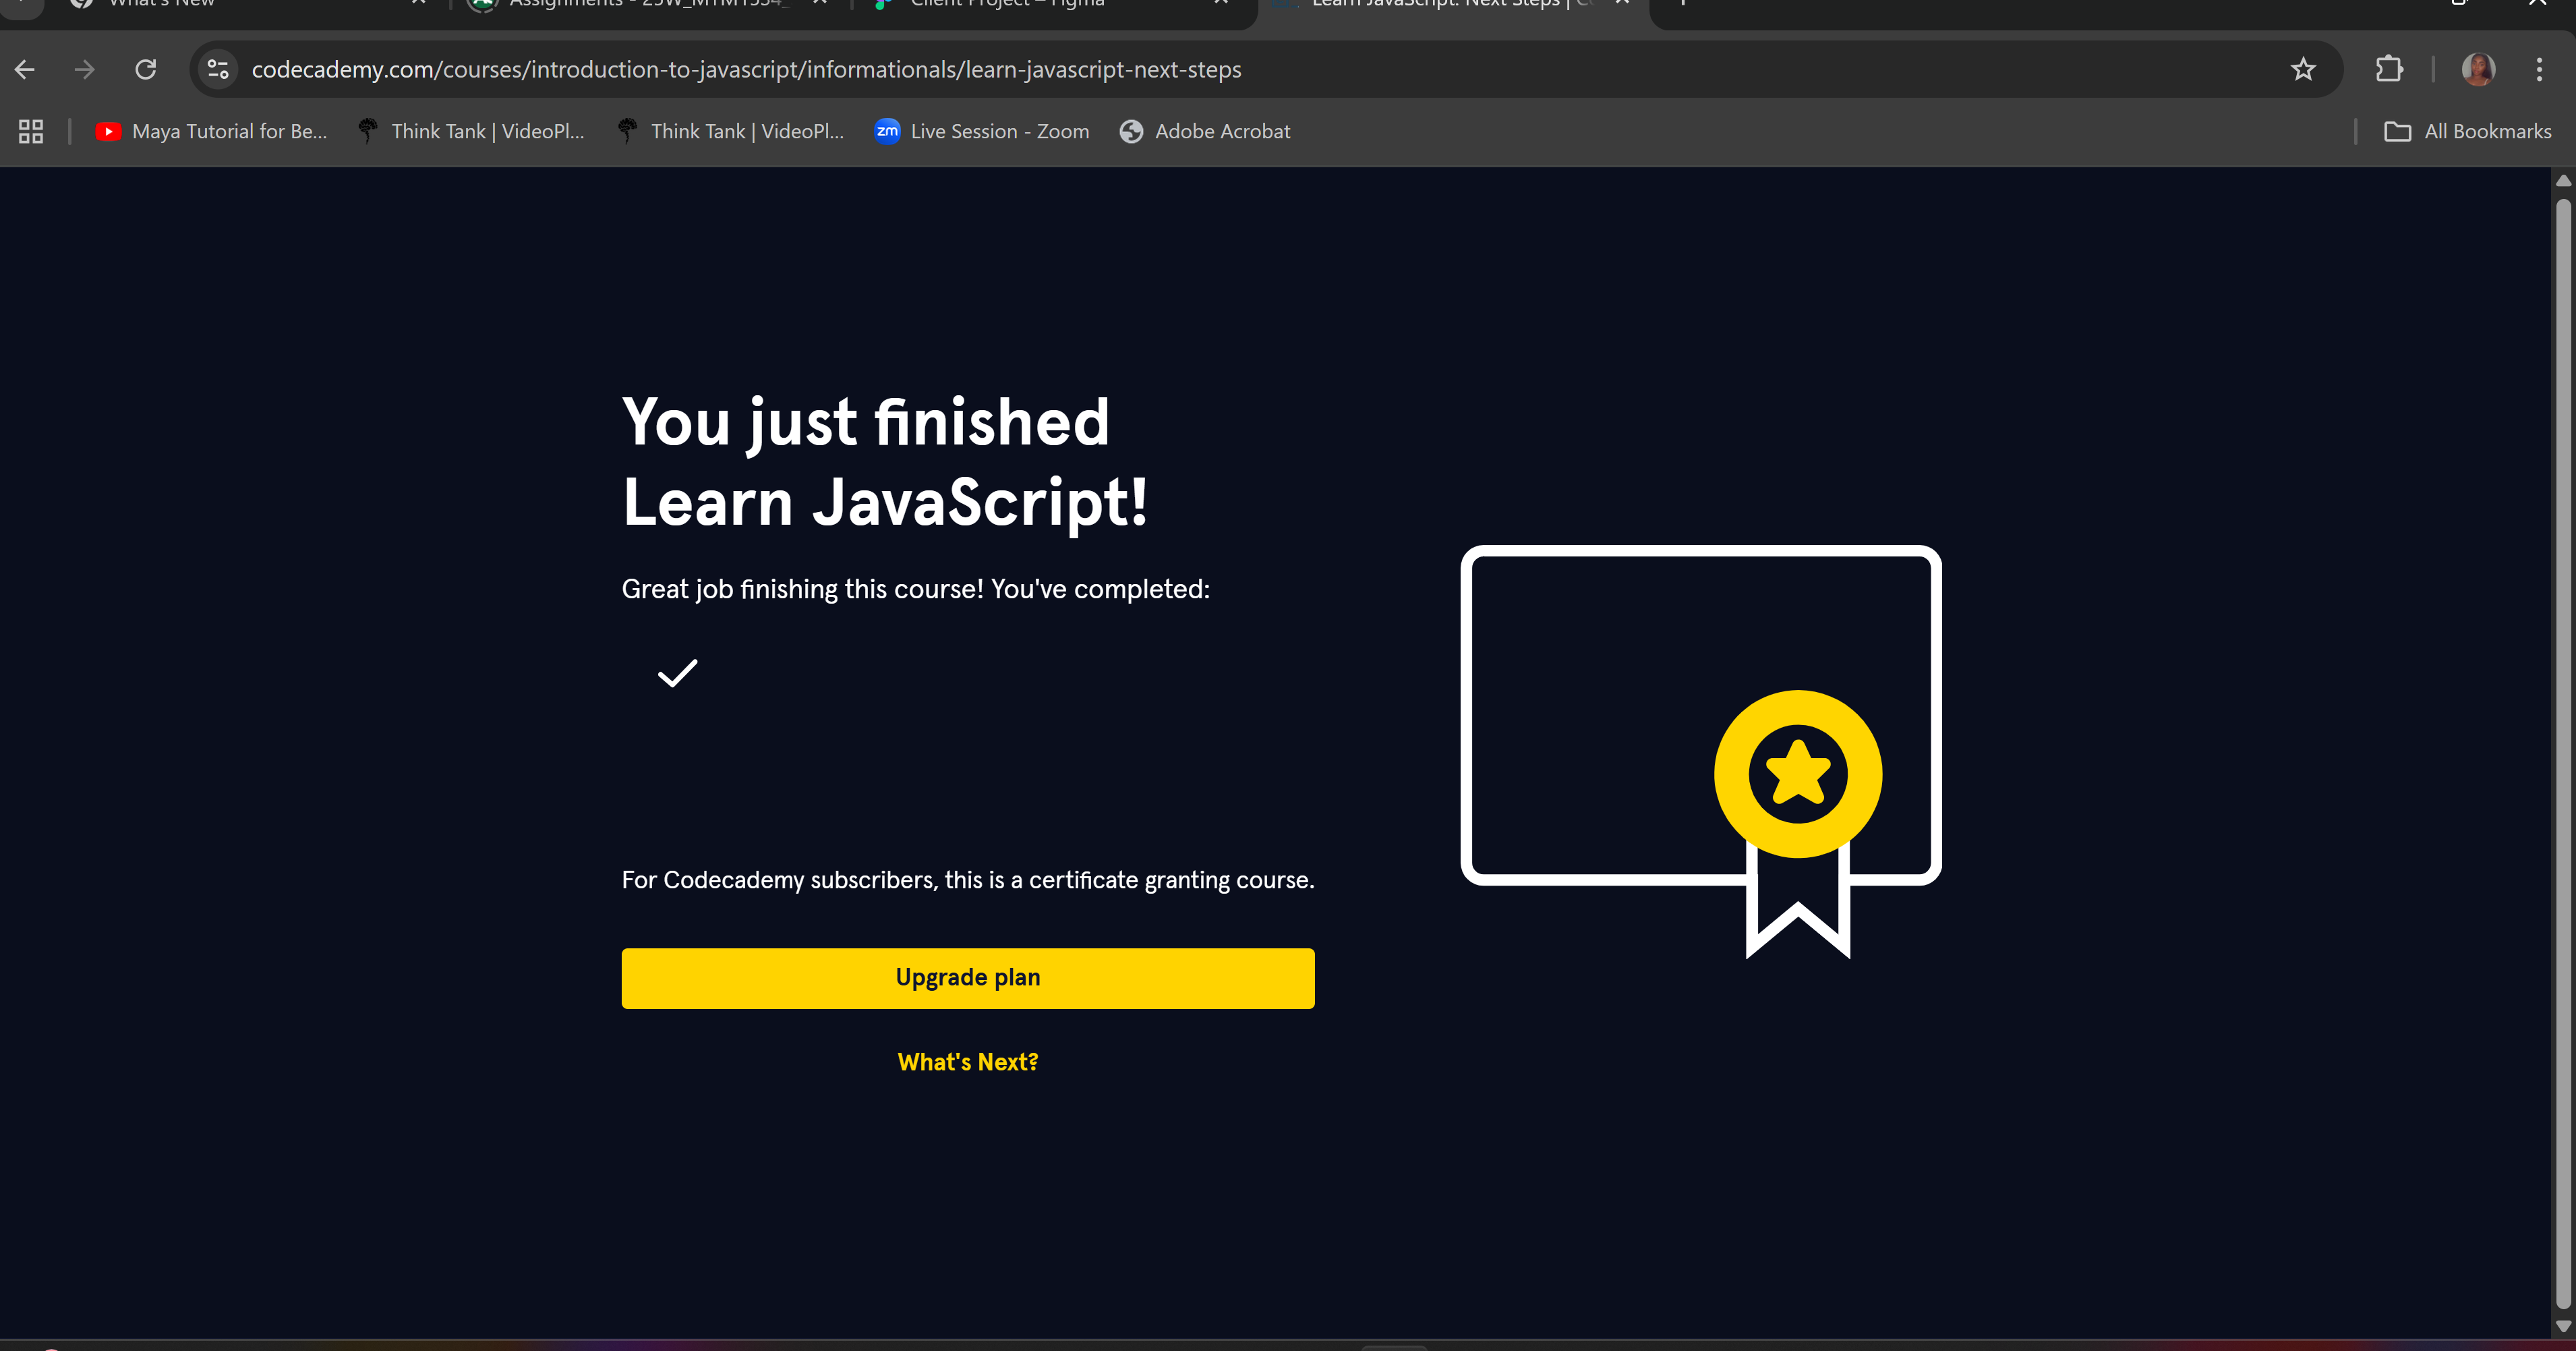 What's New
Assignments - 25W_MTM1534_
Client Project – Figma
Learn JavaScript: Next Steps | C
codecademy.com/courses/introduction-to-javascript/informationals/learn-javascript-next-steps
Maya Tutorial for Be...
Think Tank | VideoPl...
Think Tank | VideoPl...
zm
Live Session - Zoom
Adobe Acrobat
All Bookmarks
You just finished
Learn JavaScript!
Great job finishing this course! You've completed:
For Codecademy subscribers, this is a certificate granting course.
Upgrade plan
What's Next?